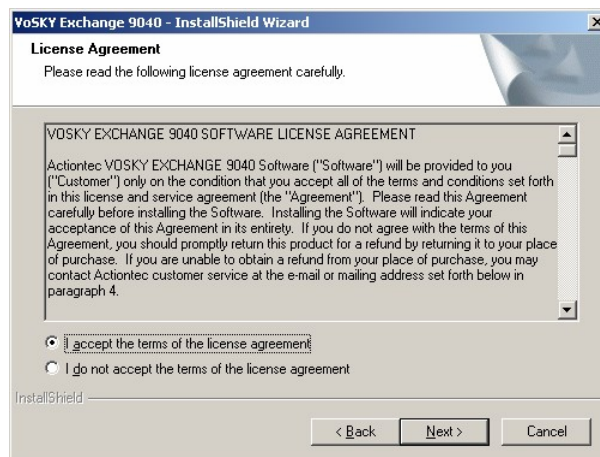 VoSKY Exchange 9040 - InstallShield Wizard
License Agreement
Please read the following license agreement carefully.
VOSKY EXCHANGE 9040 SOFTWARE LICENSE AGREEMENT
Actiontec VOSKY EXCHANGE 9040 Software ("Software") will be provided to you
("Customer") only on the condition that you accept all of the terms and conditions set forth
in this license and service agreement (the "Agreement"). Please read this Agreement
carefully before installing the Software. Installing the Software will indicate your
acceptance of this Agreement in its entirety. If you do not agree with the terms of this
Agreement, you should promptly return this product for a refund by returning it to your place
of purchase. If you are unable to obtain a refund from your place of purchase, you may
contact Actiontec customer service at the e-mail or mailing address set forth below in
paragraph 4.
I accept the terms of the license agreement
I do not accept the terms of the license agreement
InstallShield
< Back
Next >
Cancel